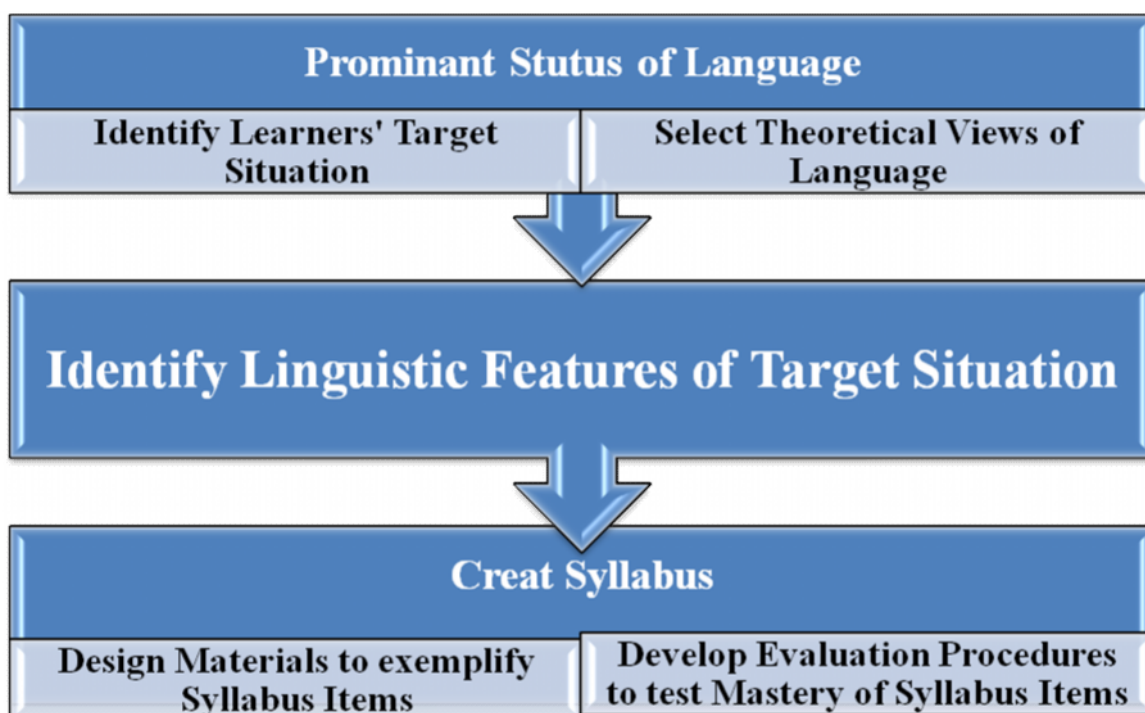 Prominant Stutus of Language
Identify Learners' Target
Situation
Select Theoretical Views of
Language
Identify Linguistic Features of Target Situation
Creat Syllabus
Design Materials to exemplify
Syllabus Items
Develop Evaluation Procedures
to test Mastery of Syllabus Items